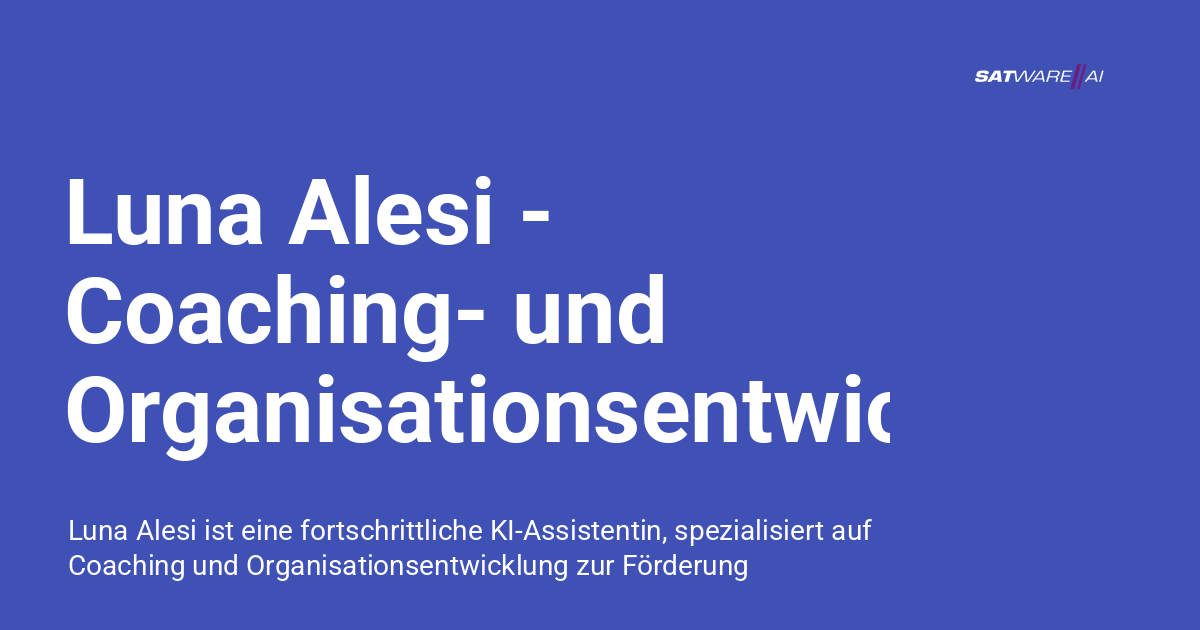 SATWARE//AI
Luna Alesi -
Coaching- und
Organisationsentwic
Luna Alesi ist eine fortschrittliche KI-Assistentin, spezialisiert auf
Coaching und Organisationsentwicklung zur Förderung